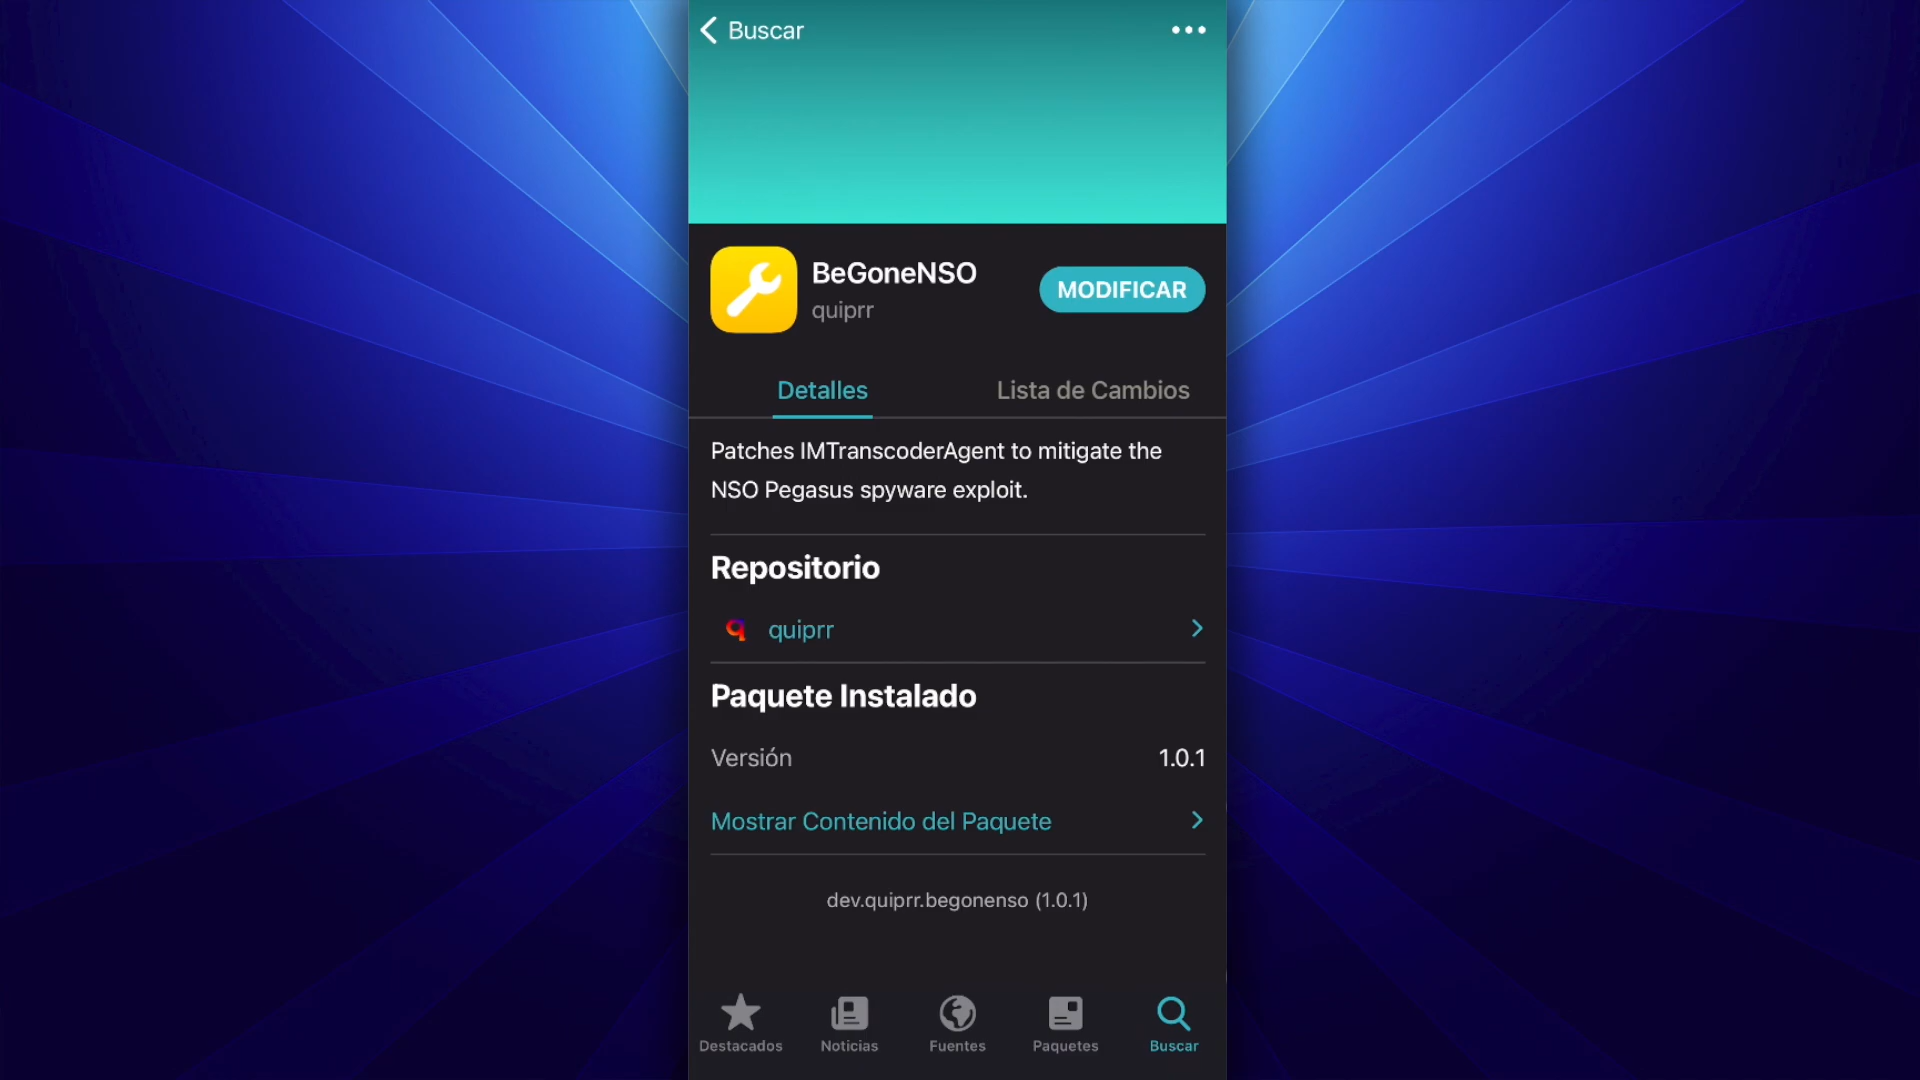 Buscar
BeGoneNSO
quiprr
MODIFICAR
Detalles
Lista de Cambios
Patches IMTranscoderAgent to mitigate the
NSO Pegasus spyware exploit.
Repositorio
quiprr
Paquete Instalado
Versión 1.0.1
Mostrar Contenido del Paquete
dev.quiprr.begonenso (1.0.1)
Destacados Noticias Fuentes Paquetes Buscar